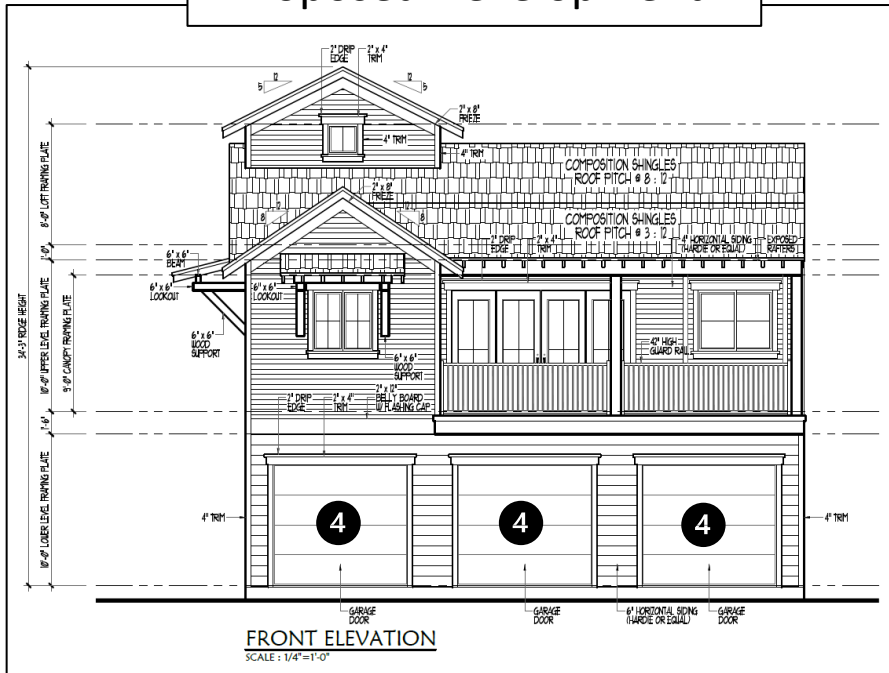 2" DRIP
EDGE
2" x 4"
TRIM
12
5
12
5
2" x 8"
FRIEZE
4" TRIM
4" TRIM
COMPOSITION SHINGLES
ROOF PITCH @ 8 : 12
2" x 8"
FRIEZE
12
8
12
8
COMPOSITION SHINGLES
ROOF PITCH @ 3 : 12
2" DRIP
EDGE
2" x 4"
TRIM
4" HORIZONTAL SIDING
(HARDIE OR EQUAL)
EXPOSED
RAFTERS
6" x 6"
BEAM
6" x 6"
LOOKOUT
6" x 6"
LOOKOUT
6" x 6"
WOOD
SUPPORT
6" x 6"
WOOD
SUPPORT
42" HIGH
GUARD RAIL
2" DRIP
EDGE
2" x 4"
TRIM
2" x 12"
BELLY BOARD
W/ FLASHING CAP
34'-3" RIDGE HEIGHT
8'-0" LOFT FRAMING PLATE
10'-0" UPPER LEVEL FRAMING PLATE
9'-0" CANOPY FRAMING PLATE
1'-6"
10'-0" LOWER LEVEL FRAMING PLATE
4" TRIM
4
4
4
4" TRIM
GARAGE
DOOR
GARAGE
DOOR
6" HORIZONTAL SIDING
(HARDIE OR EQUAL)
GARAGE
DOOR
FRONT ELEVATION
SCALE : 1/4"=1'-0"